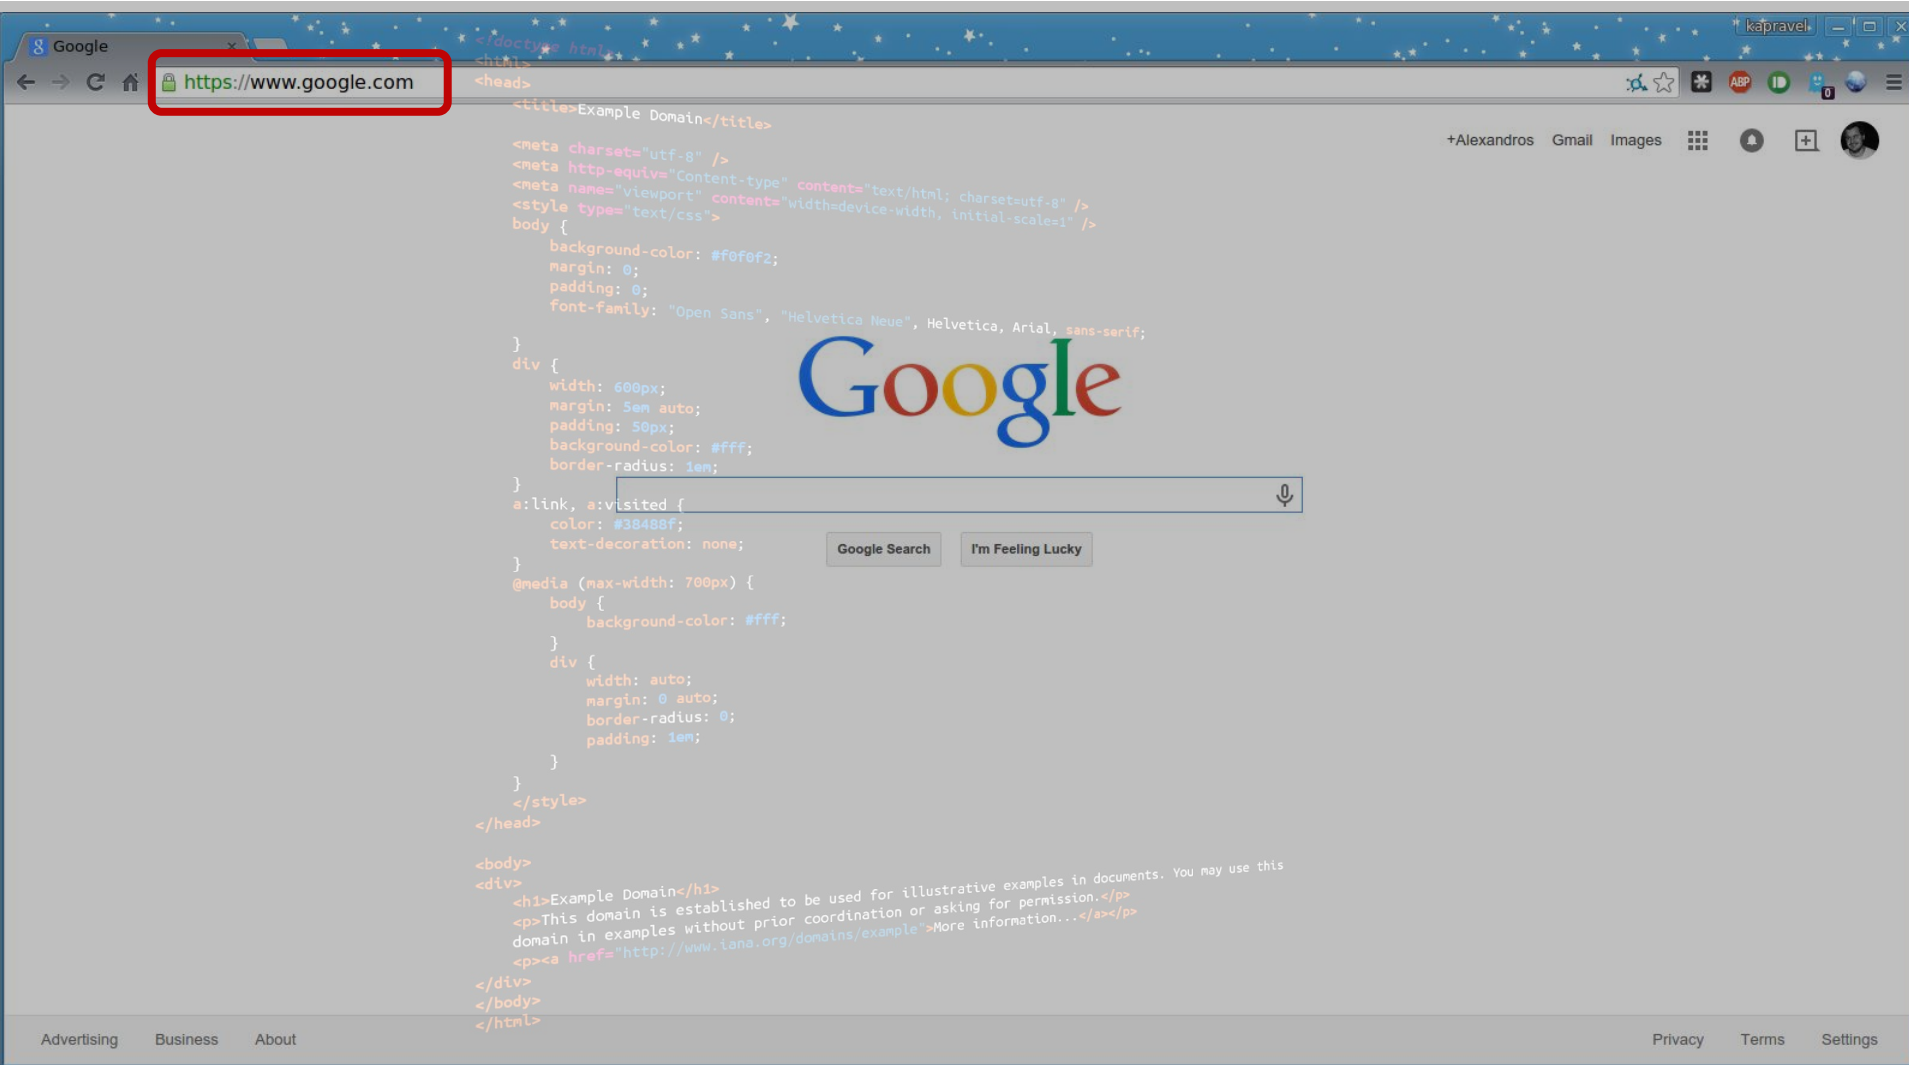 kapravel
Google
https://www.google.com
ABP
0
+Alexandros Gmail Images
<!doctype html>
<html>
<head>
<title>Example Domain</title>
<meta charset="utf-8" />
<meta http-equiv="Content-type" content="text/html; charset=utf-8" />
<meta name="viewport" content="width=device-width, initial-scale=1" />
<style type="text/css">
body {
background-color: #f0f0f2;
margin: 0;
padding: 0;
font-family: "Open Sans", "Helvetica Neue", Helvetica, Arial, sans-serif;
}
div {
width: 600px;
margin: 5em auto;
padding: 50px;
background-color: #fff;
border-radius: 1em;
}
a:link, a:visited {
color: #38488f;
text-decoration: none;
}
@media (max-width: 700px) {
body {
background-color: #fff;
}
div {
width: auto;
margin: 0 auto;
border-radius: 0;
padding: 1em;
}
}
</style>
</head>
<body>
<div>
<h1>Example Domain</h1>
<p>This domain is established to be used for illustrative examples in documents. You may use this
domain in examples without prior coordination or asking for permission.</p>
<p><a href="http://www.iana.org/domains/example">More information...</a></p>
</div>
</body>
</html>
Google
Google Search I'm Feeling Lucky
Advertising Business About Privacy Terms Settings